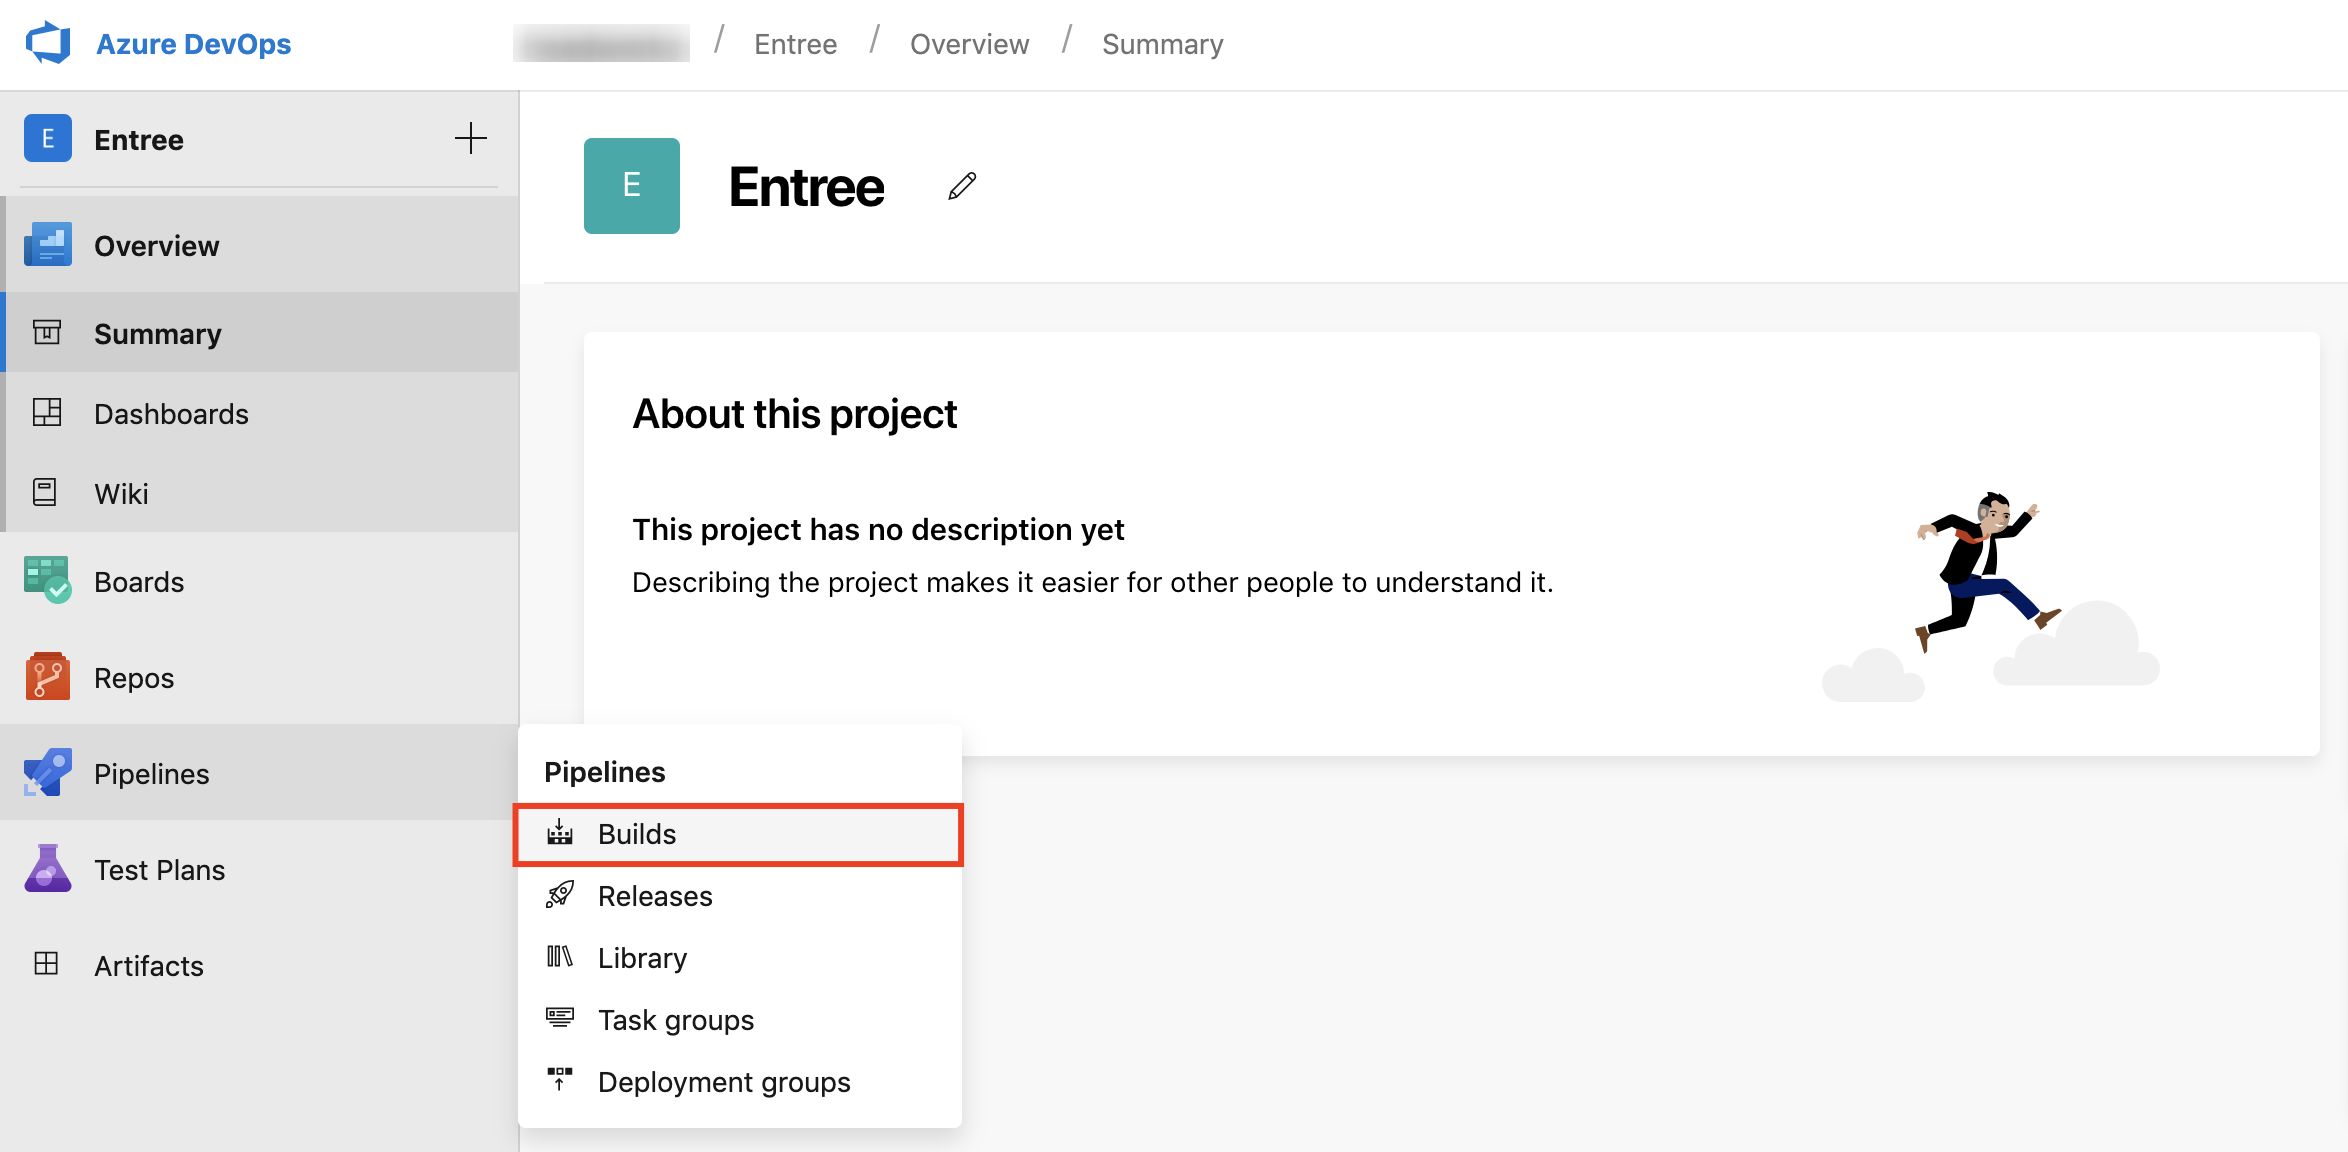 Azure DevOps
/ Entree / Overview / Summary
E Entree
Overview
Summary
Dashboards
Wiki
Boards
Repos
Pipelines
Test Plans
Artifacts
E Entree
About this project
This project has no description yet
Describing the project makes it easier for other people to understand it.
Pipelines
Builds
Releases
Library
Task groups
Deployment groups